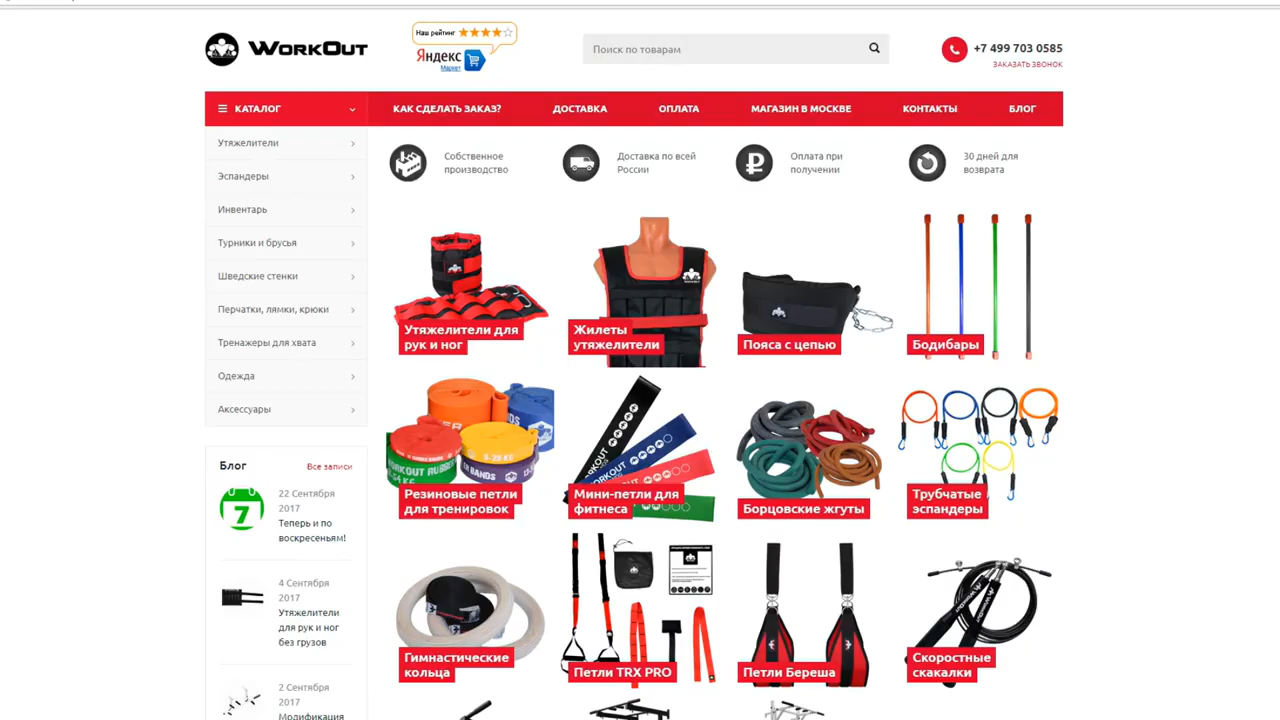 WORKOUT
Наш рейтинг
Яндекс
Маркет
Поиск по товарам
+7 499 703 0585
ЗАКАЗАТЬ ЗВОНОК
КАТАЛОГ
КАК СДЕЛАТЬ ЗАКАЗ?
ДОСТАВКА
ОПЛАТА
МАГАЗИН В МОСКВЕ
КОНТАКТЫ
БЛОГ
Утяжелители
Эспандеры
Инвентарь
Турники и брусья
Шведские стенки
Перчатки, лямки, крюки
Тренажеры для хвата
Одежда
Аксессуары
Собственное
производство
Доставка по всей
России
Оплата при
получении
30 дней для
возврата
Утяжелители для
рук и ног
Жилеты
утяжелители
Пояса с цепью
Бодибары
WORKOUT RUBBER
BANDS
Резиновые петли
для тренировок
Мини-петли для
фитнеса
Борцовские жгуты
Трубчатые
эспандеры
Гимнастические
кольца
Петли TRX PRO
Петли Береша
Скоростные
скакалки
Блог
Все записи
7
22 Сентября
2017
Теперь и по
воскресеньям!
4 Сентября
2017
Утяжелители
для рук и ног
без грузов
2 Сентября
2017
Модификация